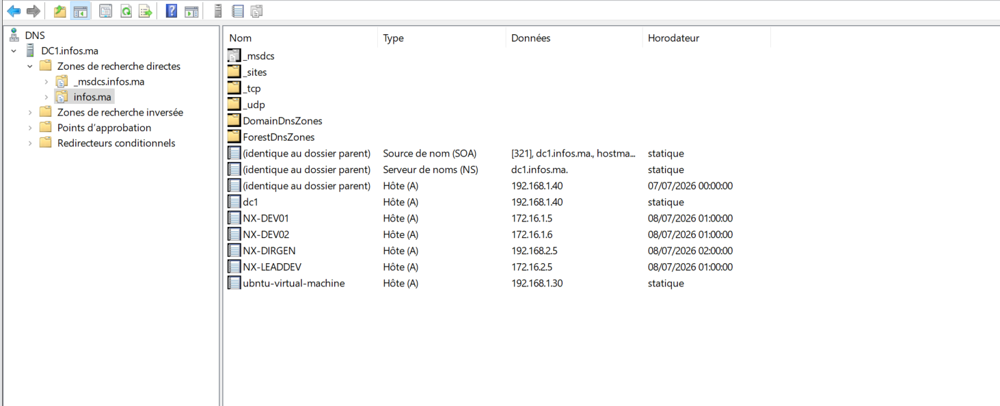 DNS
DC1.infos.ma
Zones de recherche directes
_msdcs.infos.ma
infos.ma
Zones de recherche inversée
Points d'approbation
Redirecteurs conditionnels
Nom Type Données Horodateur
_msdcs
_sites
_tcp
_udp
DomainDnsZones
ForestDnsZones
(identique au dossier parent) Source de nom (SOA) [321], dc1.infos.ma., hostma... statique
(identique au dossier parent) Serveur de noms (NS) dc1.infos.ma. statique
(identique au dossier parent) Hôte (A) 192.168.1.40 07/07/2026 00:00:00
dc1 Hôte (A) 192.168.1.40 statique
NX-DEV01 Hôte (A) 172.16.1.5 08/07/2026 01:00:00
NX-DEV02 Hôte (A) 172.16.1.6 08/07/2026 01:00:00
NX-DIRGEN Hôte (A) 192.168.2.5 08/07/2026 02:00:00
NX-LEADDEV Hôte (A) 172.16.2.5 08/07/2026 01:00:00
ubntu-virtual-machine Hôte (A) 192.168.1.30 statique